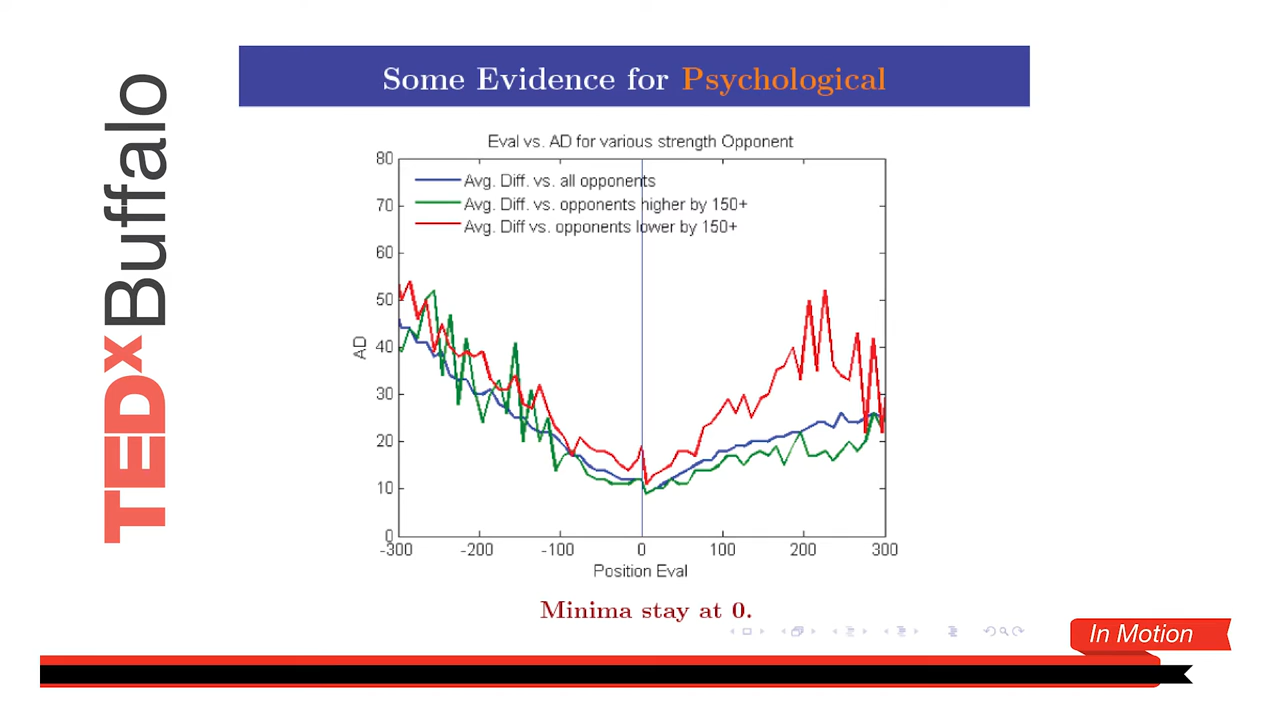 TEDxBuffalo
Some Evidence for Psychological
Eval vs. AD for various strength Opponent
Avg. Diff. vs. all opponents
Avg. Diff. vs. opponents higher by 150+
Avg. Diff vs. opponents lower by 150+
80
70
60
50
40
30
20
10
0
AD
-300 -200 -100 0 100 200 300
Position Eval
Minima stay at 0.
In Motion